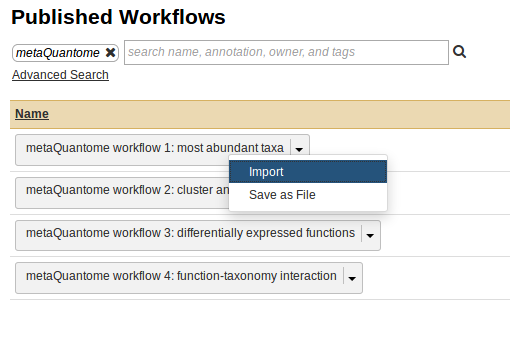 Published Workflows
metaQuantome ✖
search name, annotation, owner, and tags
Advanced Search
Name
metaQuantome workflow 1: most abundant taxa
Import
metaQuantome workflow 2: cluster
Save as File
metaQuantome workflow 3: differentially expressed functions
metaQuantome workflow 4: function-taxonomy interaction